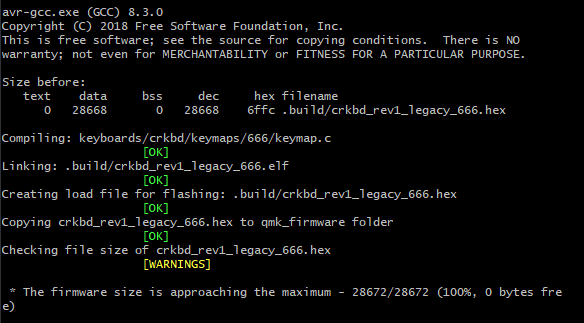 avr-gcc.exe (GCC) 8.3.0
Copyright (C) 2018 Free Software Foundation, Inc.
This is free software; see the source for copying conditions.  There is NO
warranty; not even for MERCHANTABILITY or FITNESS FOR A PARTICULAR PURPOSE.

Size before:
   text    data     bss     dec     hex filename
      0   28668       0   28668    6ffc .build/crkbd_rev1_legacy_666.hex

Compiling: keyboards/crkbd/keymaps/666/keymap.c
[OK]
Linking: .build/crkbd_rev1_legacy_666.elf
[OK]
Creating load file for flashing: .build/crkbd_rev1_legacy_666.hex
[OK]
Copying crkbd_rev1_legacy_666.hex to qmk_firmware folder
[OK]
Checking file size of crkbd_rev1_legacy_666.hex
[WARNINGS]

 * The firmware size is approaching the maximum - 28672/28672 (100%, 0 bytes fre
e)